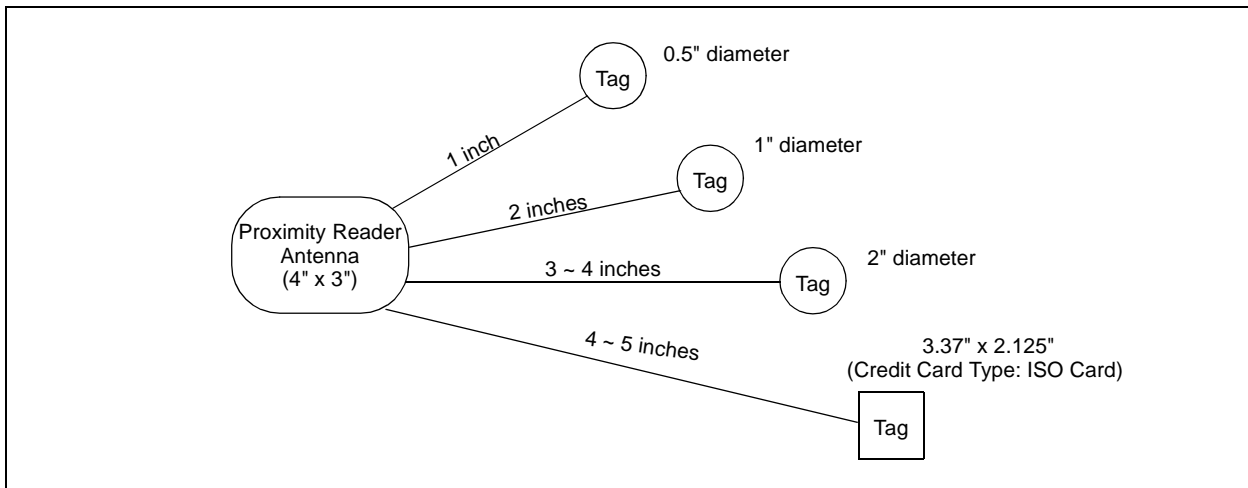 0.5" diameter
Tag
1 inch
1" diameter
Tag
2 inches
Proximity Reader
Antenna
(4" x 3")
2" diameter
3 ~ 4 inches
Tag
4 ~ 5 inches
3.37" x 2.125"
(Credit Card Type: ISO Card)
Tag